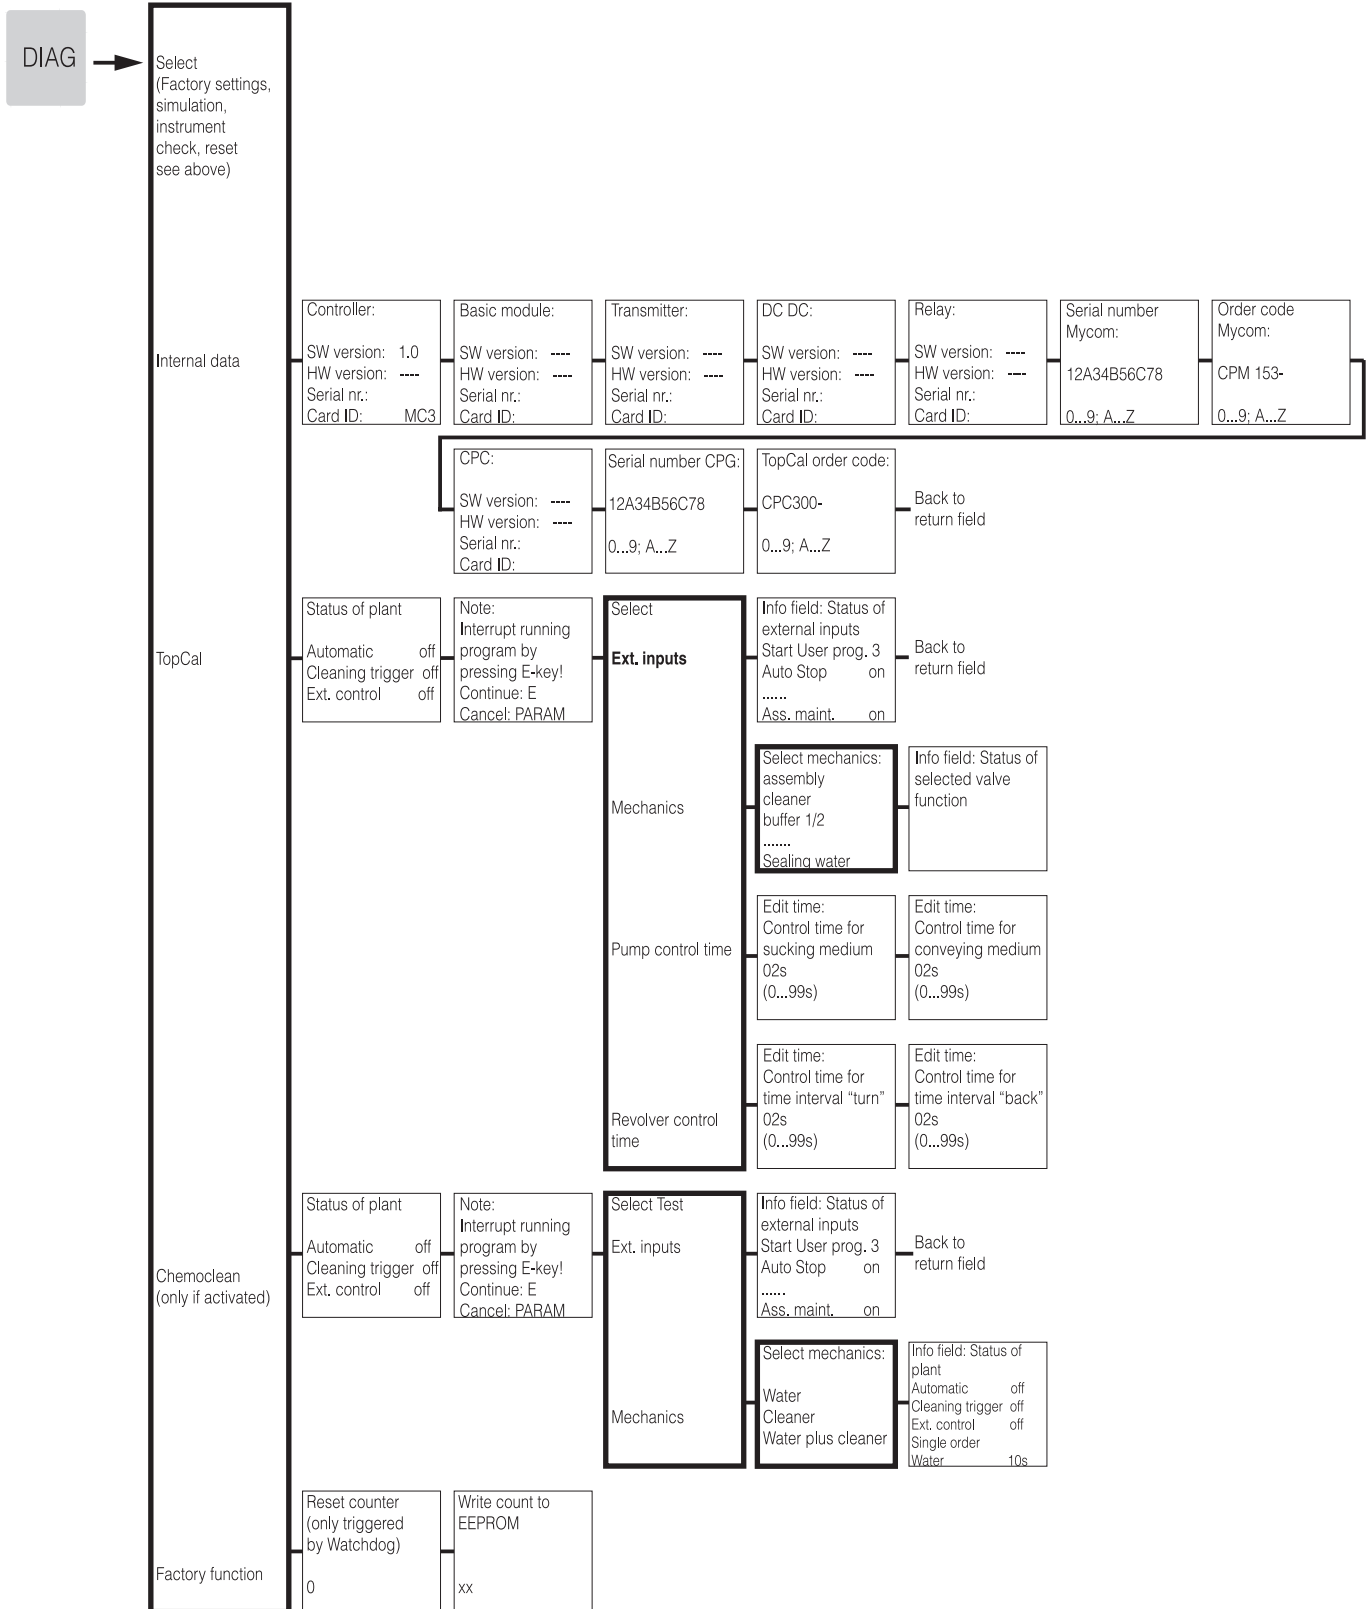 DIAG
Select
(Factory settings,
simulation,
instrument
check, reset
see above)
Internal data
Controller:
SW version: 1.0
HW version: ----
Serial nr.:
Card ID: MC3
Basic module:
SW version: ----
HW version: ----
Serial nr.:
Card ID:
Transmitter:
SW version: ----
HW version: ----
Serial nr.:
Card ID:
DC DC:
SW version: ----
HW version: ----
Serial nr.:
Card ID:
Relay:
SW version: ----
HW version: ----
Serial nr.:
Card ID:
Serial number
Mycom:
12A34B56C78
0...9; A...Z
Order code
Mycom:
CPM 153-
0...9; A...Z
CPC:
SW version: ----
HW version: ----
Serial nr.:
Card ID:
Serial number CPG:
12A34B56C78
0...9; A...Z
TopCal order code:
CPC300-
0...9; A...Z
Back to
return field
TopCal
Status of plant
Automatic off
Cleaning trigger off
Ext. control off
Note:
Interrupt running
program by
pressing E-key!
Continue: E
Cancel: PARAM
Select
Ext. inputs
Info field: Status of
external inputs
Start User prog. 3
Auto Stop on
......
Ass. maint. on
Back to
return field
Mechanics
Select mechanics:
assembly
cleaner
buffer 1/2
.......
Sealing water
Info field: Status of
selected valve
function
Pump control time
Edit time:
Control time for
sucking medium
02s
(0...99s)
Edit time:
Control time for
conveying medium
02s
(0...99s)
Revolver control
time
Edit time:
Control time for
time interval “turn”
02s
(0...99s)
Edit time:
Control time for
time interval “back”
02s
(0...99s)
Chemoclean
(only if activated)
Status of plant
Automatic off
Cleaning trigger off
Ext. control off
Note:
Interrupt running
program by
pressing E-key!
Continue: E
Cancel: PARAM
Select Test
Ext. inputs
Info field: Status of
external inputs
Start User prog. 3
Auto Stop on
......
Ass. maint. on
Back to
return field
Mechanics
Select mechanics:
Water
Cleaner
Water plus cleaner
Info field: Status of
plant
Automatic off
Cleaning trigger off
Ext. control off
Single order
Water 10s
Factory function
Reset counter
(only triggered
by Watchdog)
0
Write count to
EEPROM
xx